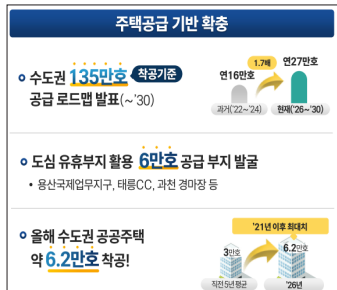 주택공급 기반 확충
수도권 135만호 착공기준
공급 로드맵 발표(~'30)
1.7배
연16만호
연27만호
과거('22~'24)
현재('26~'30)
도심 유휴부지 활용 6만호 공급 부지 발굴
• 용산국제업무지구, 태릉CC, 과천 경마장 등
올해 수도권 공공주택
약 6.2만호 착공!
'21년 이후 최대치
3만호
6.2만호
직전 5년 평균
'26년